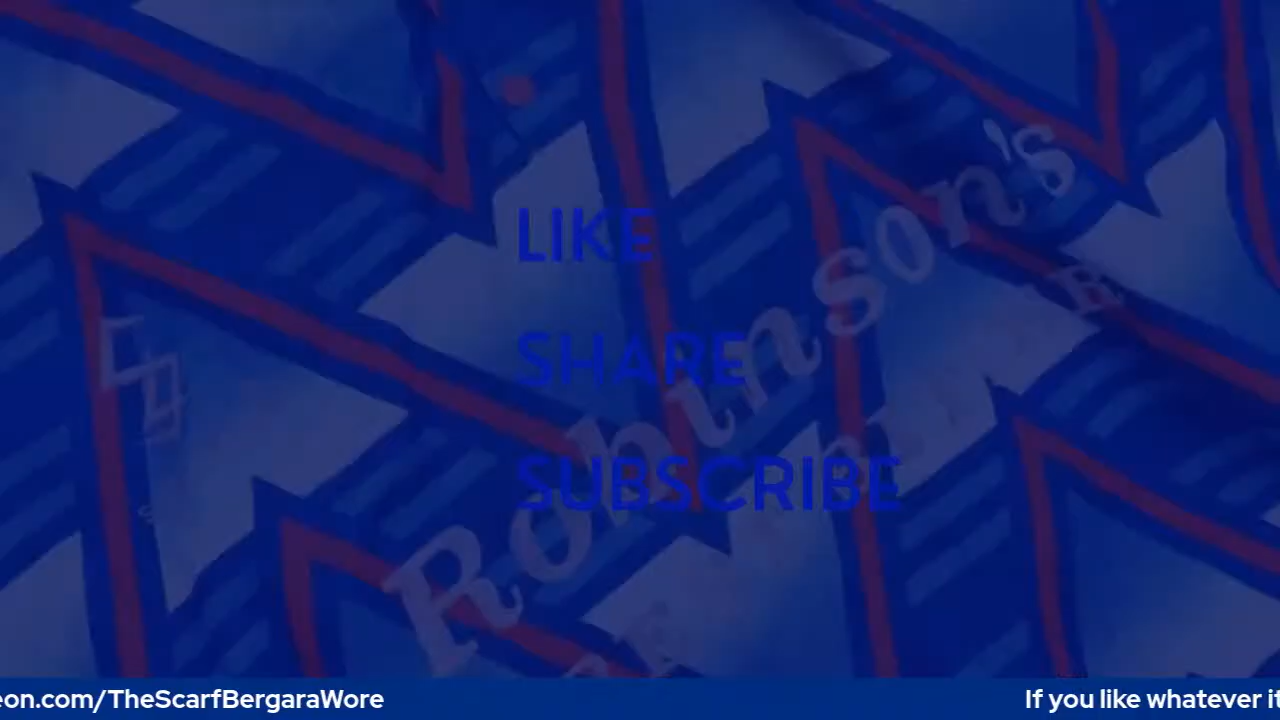 LIKE
SHARE
SUBSCRIBE
Robinson's
eon.com/TheScarfBergaraWore
If you like whatever it